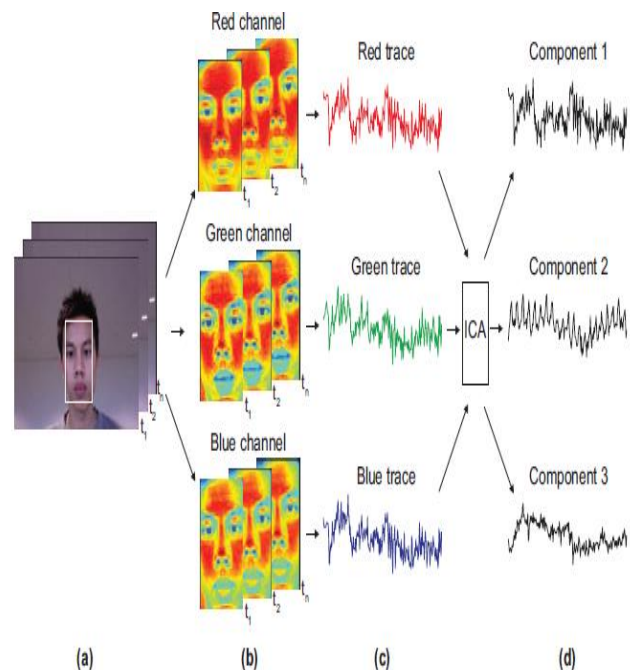 Red channel
Red trace
Component 1
t1
t2
tn
Green channel
Green trace
Component 2
t1
t2
tn
ICA
t1
t2
tn
Blue channel
Blue trace
Component 3
t1
t2
tn
(a)
(b)
(c)
(d)